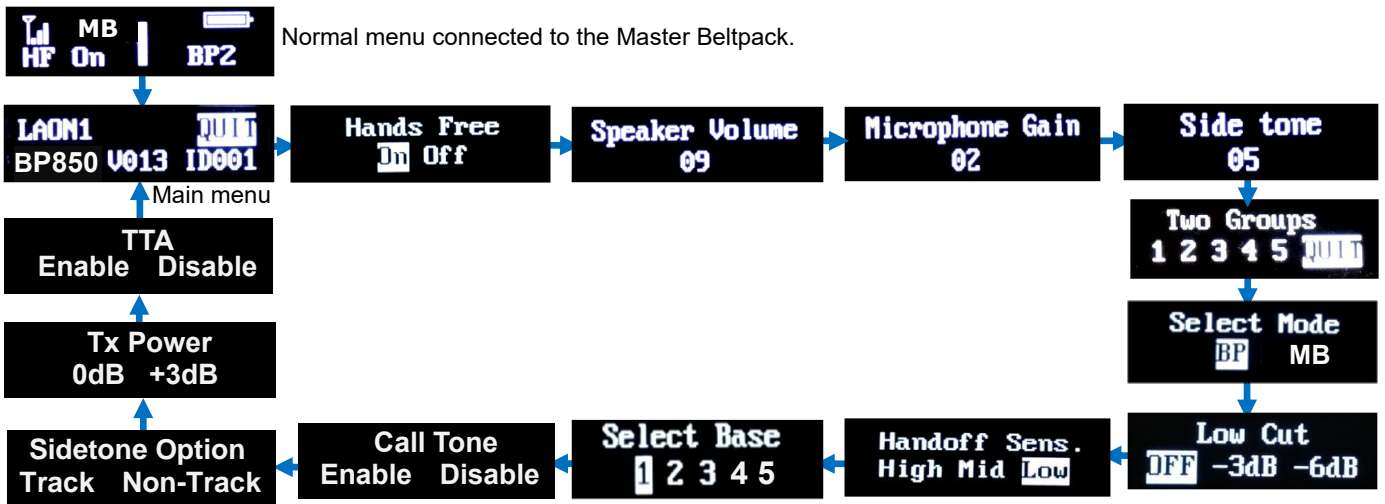 MB
HF On BP2
Normal menu connected to the Master Beltpack.
LAON1 QUIT
BP850 V013 ID001
Main menu
Hands Free
On Off
Speaker Volume
09
Microphone Gain
02
Side tone
05
Two Groups
1 2 3 4 5 QUIT
Select Mode
BP MB
Low Cut
OFF -3dB -6dB
Handoff Sens.
High Mid Low
Select Base
1 2 3 4 5
Call Tone
Enable Disable
Sidetone Option
Track Non-Track
Tx Power
0dB +3dB
TTA
Enable Disable